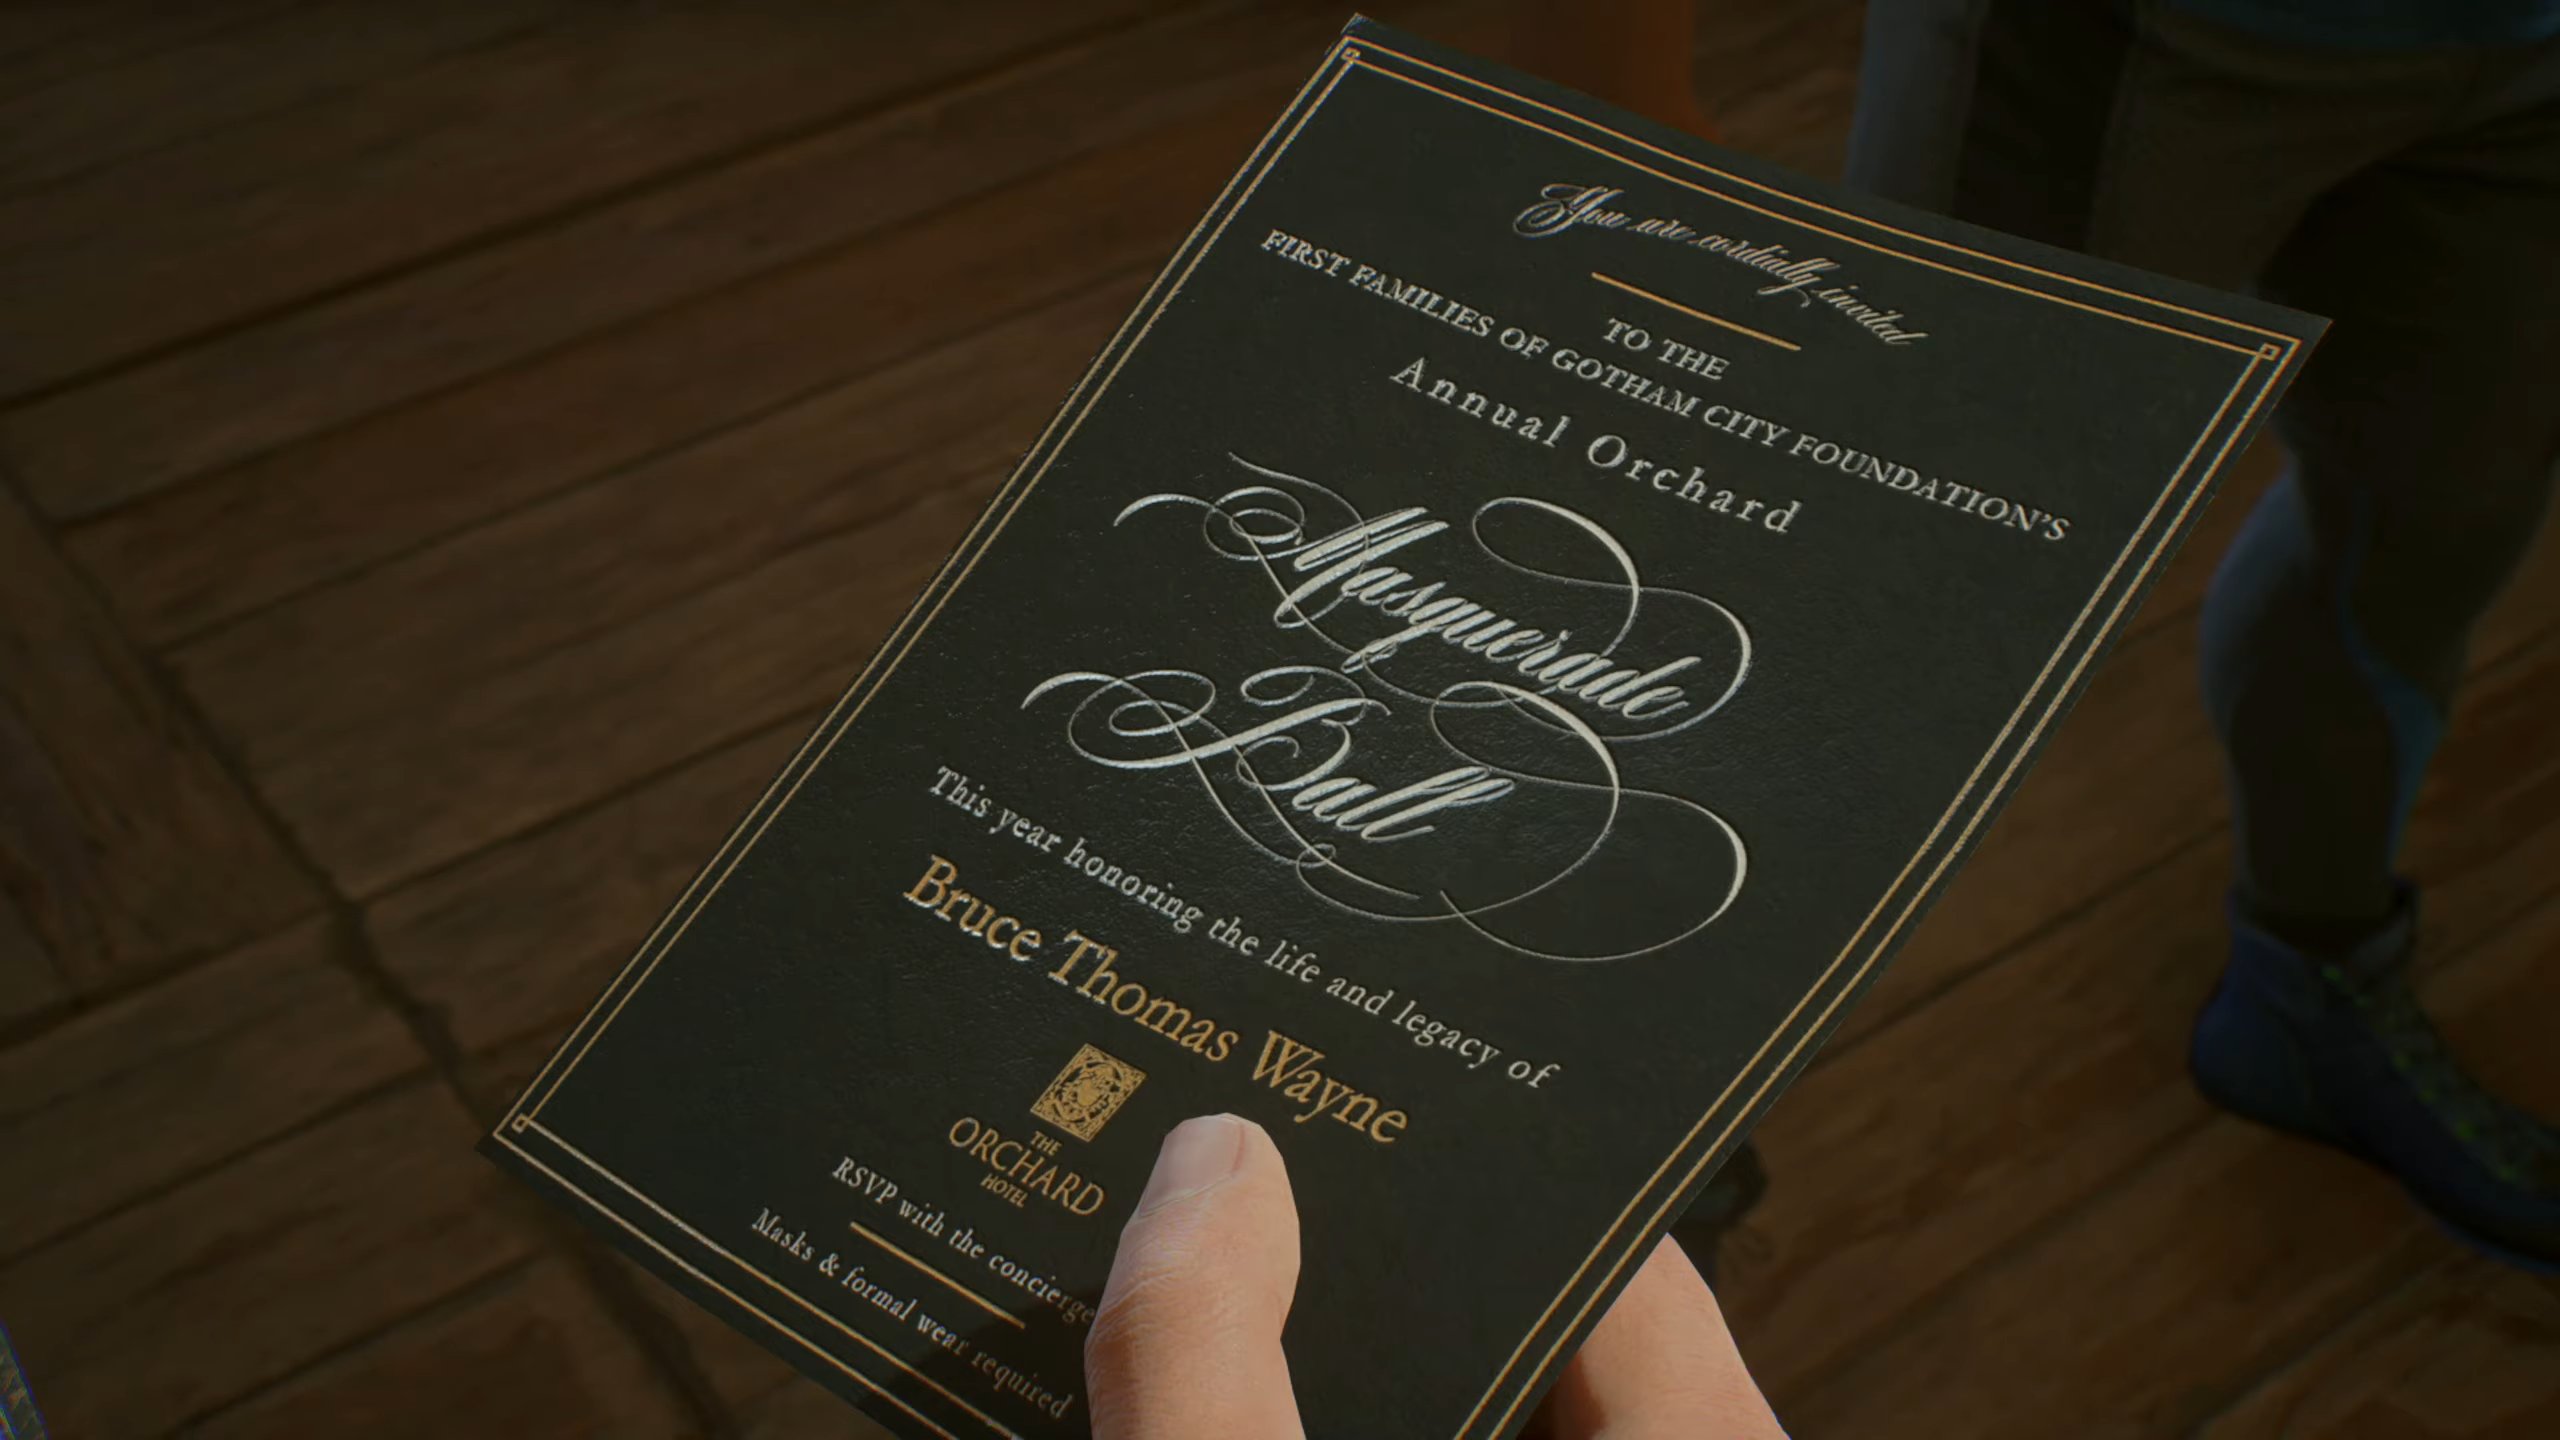 You are cordially invited
TO THE
FIRST FAMILIES OF GOTHAM CITY FOUNDATION'S
Annual Orchard
Masquerade
Ball
This year honoring the life and legacy of
Bruce Thomas Wayne
THE
ORCHARD
HOTEL
RSVP with the concierge
Masks & formal wear required